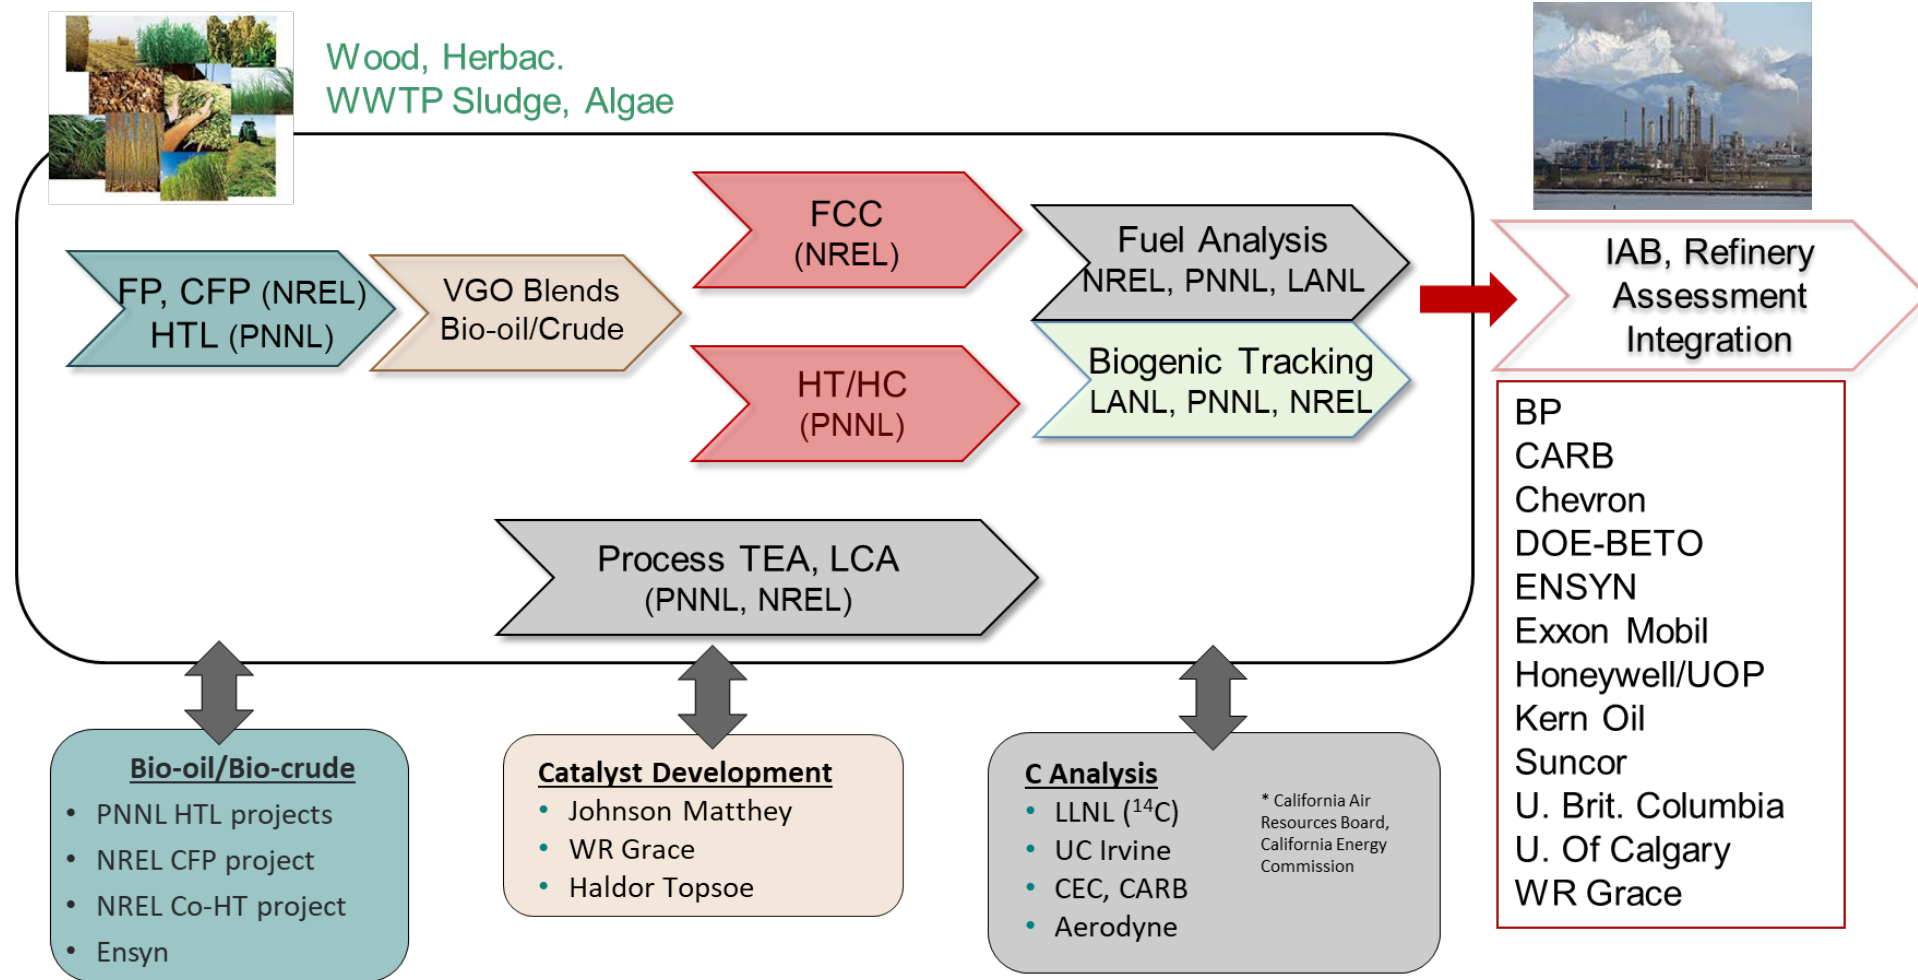 Wood, Herbac.
WWTP Sludge, Algae
FP, CFP (NREL)
HTL (PNNL)
VGO Blends
Bio-oil/Crude
FCC
(NREL)
HT/HC
(PNNL)
Fuel Analysis
NREL, PNNL, LANL
Biogenic Tracking
LANL, PNNL, NREL
IAB, Refinery
Assessment
Integration
Process TEA, LCA
(PNNL, NREL)
BP
CARB
Chevron
DOE-BETO
ENSYN
Exxon Mobil
Honeywell/UOP
Kern Oil
Suncor
U. Brit. Columbia
U. Of Calgary
WR Grace
Bio-oil/Bio-crude
• PNNL HTL projects
• NREL CFP project
• NREL Co-HT project
• Ensyn
Catalyst Development
• Johnson Matthey
• WR Grace
• Haldor Topsoe
C Analysis
• LLNL (¹⁴C)
• UC Irvine
• CEC, CARB
• Aerodyne
* California Air
Resources Board,
California Energy
Commission